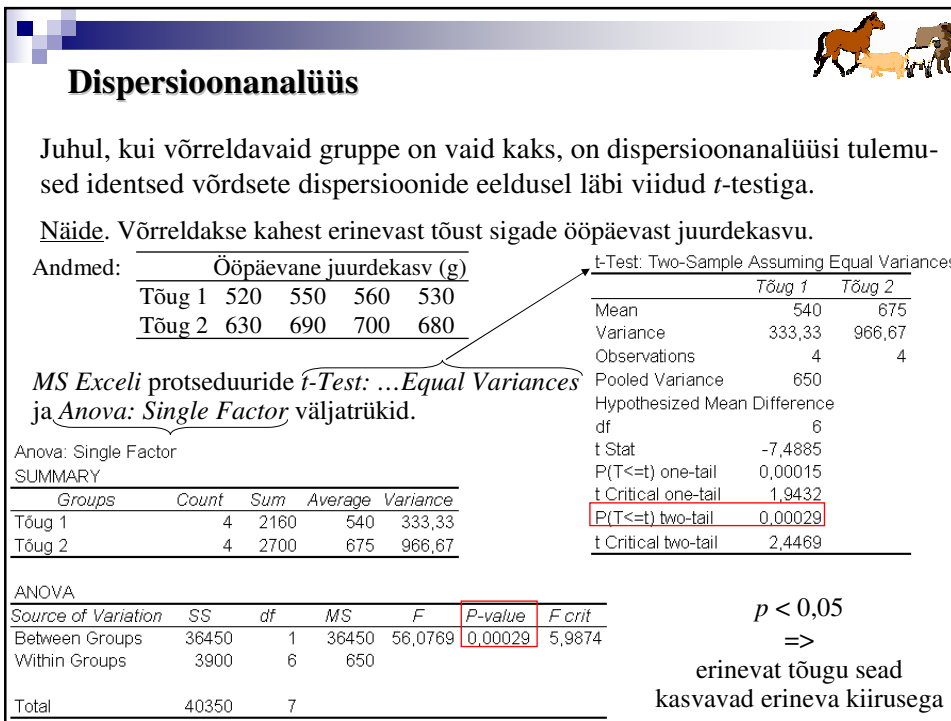 Dispersioonanalüüs
Juhul, kui võrreldavaid gruppe on vaid kaks, on dispersioonanalüüsi tulemu-
sed identsed võrdsete dispersioonide eeldusel läbi viidud t-testiga.
Näide. Võrreldakse kahest erinevast tõust sigade ööpäevast juurdekasvu.
Andmed: Ööpäevane juurdekasv (g)
Tõug 1 520 550 560 530
Tõug 2 630 690 700 680
MS Exceli protseduuride t-Test: …Equal Variances
ja Anova: Single Factor väljatrükid.
t-Test: Two-Sample Assuming Equal Variances
Tõug 1 Tõug 2
Mean 540 675
Variance 333,33 966,67
Observations 4 4
Pooled Variance 650
Hypothesized Mean Difference
df 6
t Stat -7,4885
P(T<=t) one-tail 0,00015
t Critical one-tail 1,9432
P(T<=t) two-tail 0,00029
t Critical two-tail 2,4469
Anova: Single Factor
SUMMARY
Groups Count Sum Average Variance
Tõug 1 4 2160 540 333,33
Tõug 2 4 2700 675 966,67
ANOVA
Source of Variation SS df MS F P-value F crit
Between Groups 36450 1 36450 56,0769 0,00029 5,9874
Within Groups 3900 6 650
Total 40350 7
p < 0,05
=>
erinevat tõugu sead
kasvavad erineva kiirusega